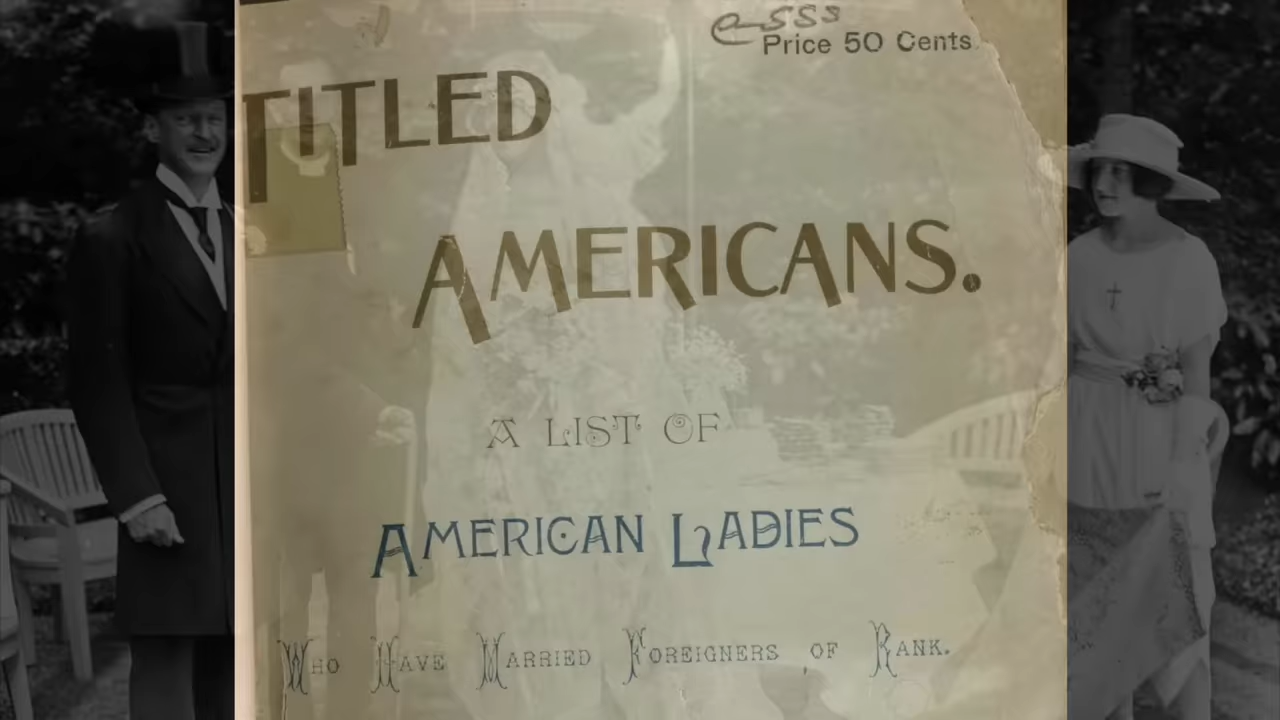 Price 50 Cents
TITLED
AMERICANS.
A LIST OF
AMERICAN LADIES
WHO HAVE MARRIED FOREIGNERS OF RANK.